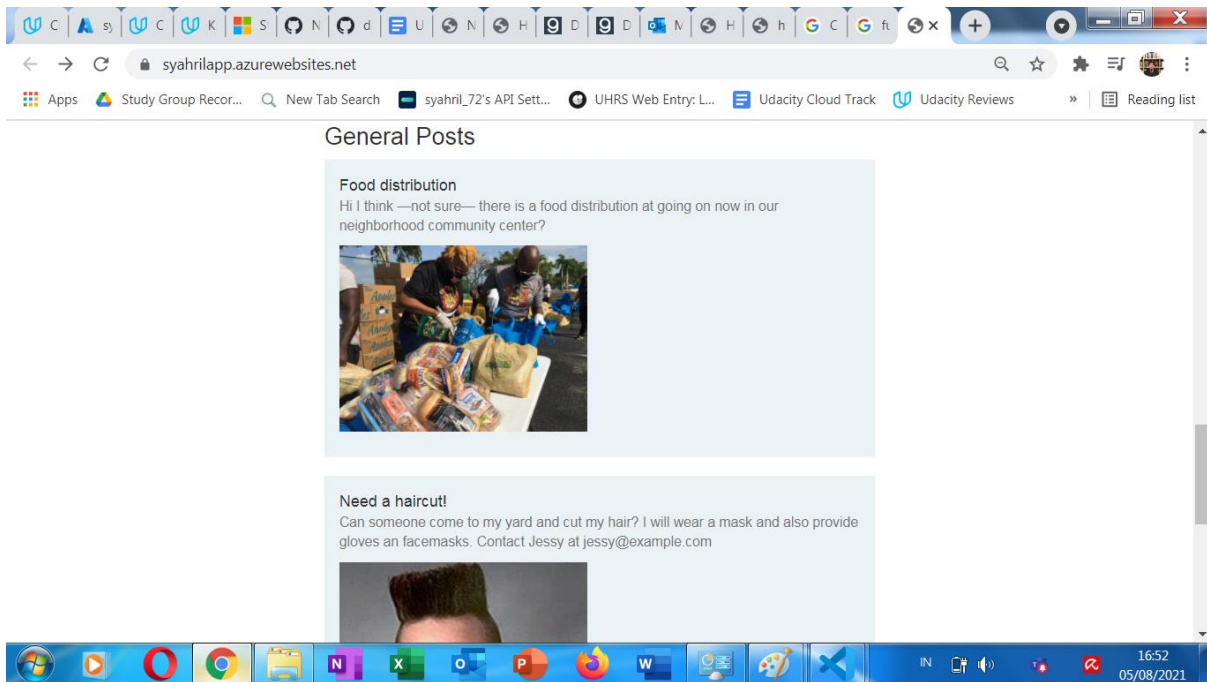 C
sy
C
K
S
N
d
U
N
H
D
D
M
H
h
C
fu
syahrilapp.azurewebsites.net
Apps
Study Group Recor...
New Tab Search
syahril_72's API Sett...
UHRS Web Entry: L...
Udacity Cloud Track
Udacity Reviews
»
Reading list
General Posts
Food distribution
Hi I think —not sure— there is a food distribution at going on now in our
neighborhood community center?
Need a haircut!
Can someone come to my yard and cut my hair? I will wear a mask and also provide
gloves an facemasks. Contact Jessy at jessy@example.com
IN
16:52
05/08/2021